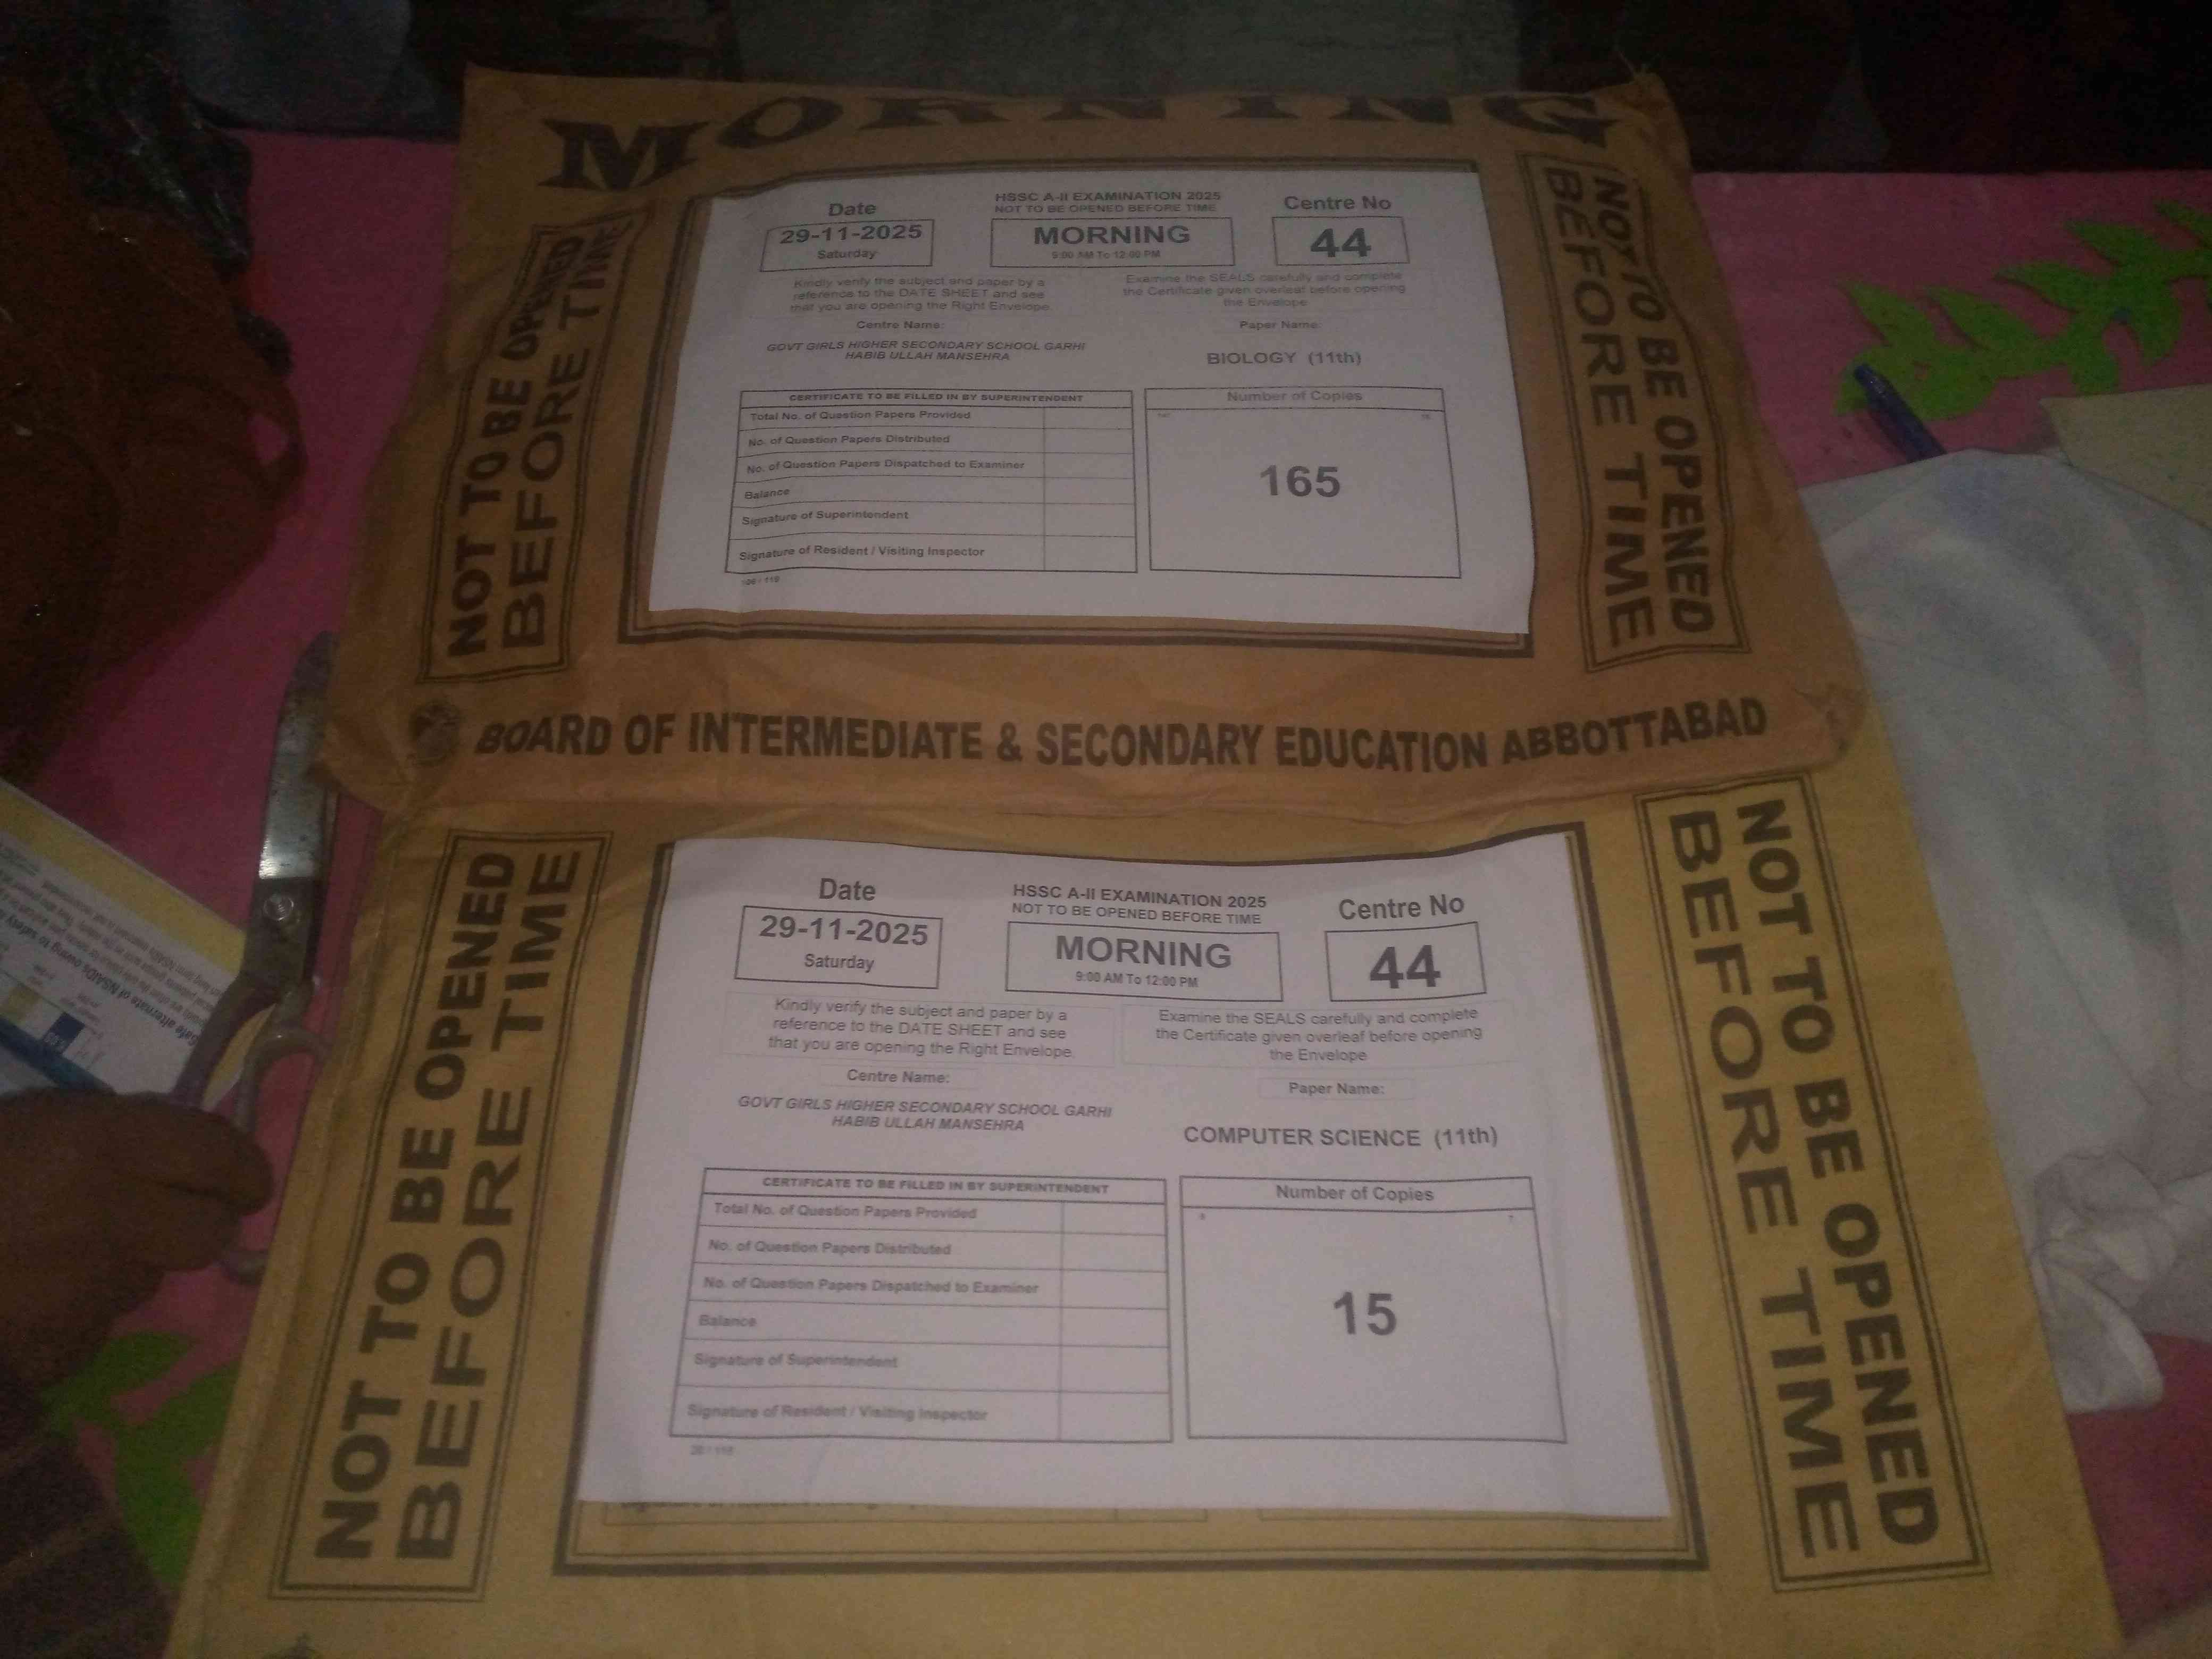 MORNING
NOT TO BE OPENED
BEFORE TIME
NOT TO BE OPENED
BEFORE TIME
Date
29-11-2025
Saturday
HSSC A-II EXAMINATION 2025
NOT TO BE OPENED BEFORE TIME
MORNING
9:00 AM To 12:00 PM
Centre No
44
Kindly verify the subject and paper by a
reference to the DATE SHEET and see
that you are opening the Right Envelope.
Examine the SEALS carefully and complete
the Certificate given overleaf before opening
the Envelope
Centre Name:
GOVT GIRLS HIGHER SECONDARY SCHOOL GARHI
HABIB ULLAH MANSEHRA
Paper Name:
BIOLOGY (11th)
CERTIFICATE TO BE FILLED IN BY SUPERINTENDENT
Total No. of Question Papers Provided
No. of Question Papers Distributed
No. of Question Papers Dispatched to Examiner
Balance
Signature of Superintendent
Signature of Resident / Visiting Inspector
Number of Copies
165
BOARD OF INTERMEDIATE & SECONDARY EDUCATION ABBOTTABAD
NOT TO BE OPENED
BEFORE TIME
NOT TO BE OPENED
BEFORE TIME
Date
29-11-2025
Saturday
HSSC A-II EXAMINATION 2025
NOT TO BE OPENED BEFORE TIME
MORNING
9:00 AM To 12:00 PM
Centre No
44
Kindly verify the subject and paper by a
reference to the DATE SHEET and see
that you are opening the Right Envelope.
Examine the SEALS carefully and complete
the Certificate given overleaf before opening
the Envelope
Centre Name:
GOVT GIRLS HIGHER SECONDARY SCHOOL GARHI
HABIB ULLAH MANSEHRA
Paper Name:
COMPUTER SCIENCE (11th)
CERTIFICATE TO BE FILLED IN BY SUPERINTENDENT
Total No. of Question Papers Provided
No. of Question Papers Distributed
No. of Question Papers Dispatched to Examiner
Balance
Signature of Superintendent
Signature of Resident / Visiting Inspector
Number of Copies
15
alternate of NSAIDs owing to safety